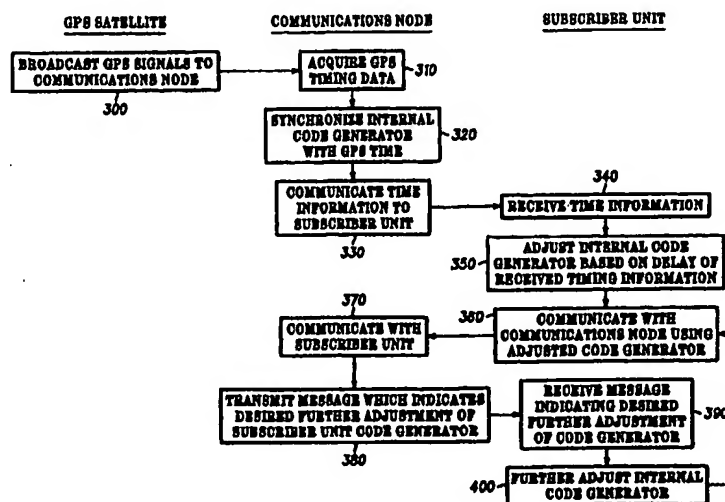 GPS SATELLITE
COMMUNICATIONS NODE
SUBSCRIBER UNIT
BROADCAST GPS SIGNALS TO
COMMUNICATIONS NODE
300
ACQUIRE GPS
TIMING DATA
310
SYNCHRONIZE INTERNAL
CODE GENERATOR
WITH GPS TIME
320
COMMUNICATE TIME
INFORMATION TO
SUBSCRIBER UNIT
330
340
RECEIVE TIME INFORMATION
350
ADJUST INTERNAL CODE
GENERATOR BASED ON DELAY OF
RECEIVED TIMING INFORMATION
360
COMMUNICATE WITH
COMMUNICATIONS NODE USING
ADJUSTED CODE GENERATOR
370
COMMUNICATE WITH
SUBSCRIBER UNIT
TRANSMIT MESSAGE WHICH INDICATES
DESIRED FURTHER ADJUSTMENT OF
SUBSCRIBER UNIT CODE GENERATOR
380
RECEIVE MESSAGE
INDICATING DESIRED
FURTHER ADJUSTMENT
OF CODE GENERATOR
390
400
FURTHER ADJUST INTERNAL
CODE GENERATOR